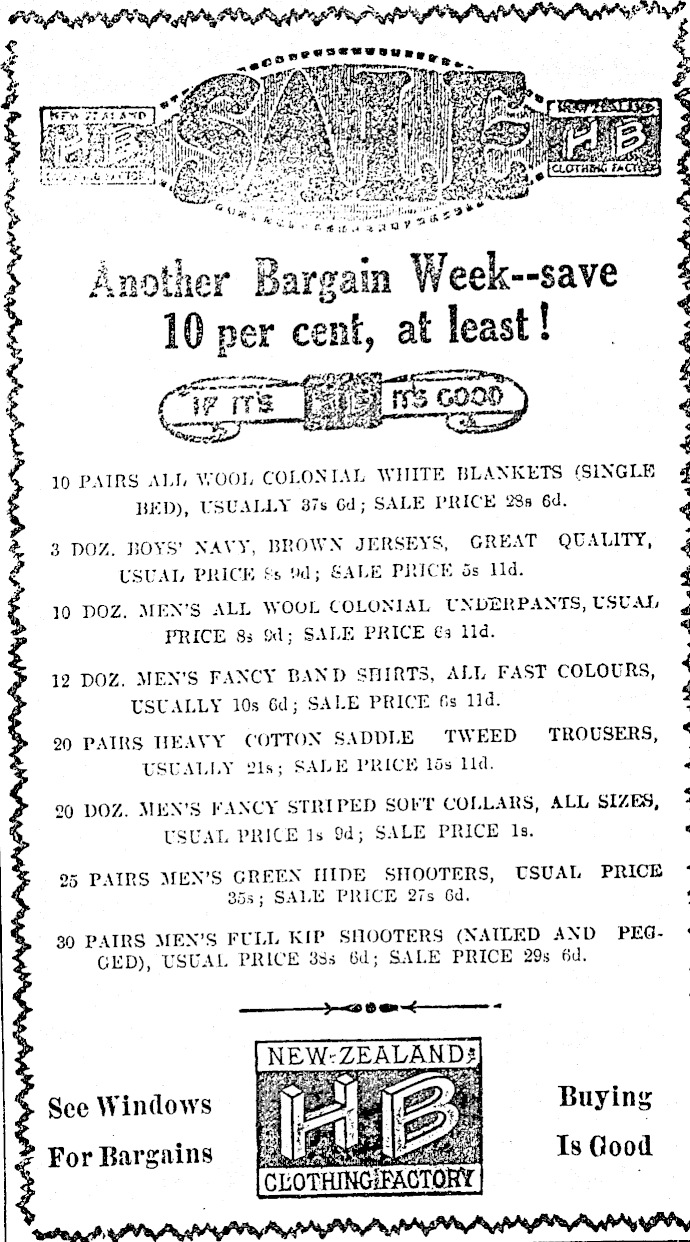 SALE
NEW ZEALAND
HB
CLOTHING FACTORY
NEW ZEALAND
HB
CLOTHING FACTORY
Another Bargain Week--save
10 per cent, at least!
IF IT'S HB IT'S GOOD
10 PAIRS ALL WOOL COLONIAL WHITE BLANKETS (SINGLE
BED), USUALLY 37s 6d; SALE PRICE 28s 6d.
3 DOZ. BOYS' NAVY, BROWN JERSEYS, GREAT QUALITY,
USUAL PRICE 8s 9d; SALE PRICE 5s 11d.
10 DOZ. MEN'S ALL WOOL COLONIAL UNDERPANTS, USUAL
PRICE 8s 9d; SALE PRICE 6s 11d.
12 DOZ. MEN'S FANCY BAND SHIRTS, ALL FAST COLOURS,
USUALLY 10s 6d; SALE PRICE 6s 11d.
20 PAIRS HEAVY COTTON SADDLE TWEED TROUSERS,
USUALLY 21s; SALE PRICE 15s 11d.
20 DOZ. MEN'S FANCY STRIPED SOFT COLLARS, ALL SIZES,
USUAL PRICE 1s 9d; SALE PRICE 1s.
25 PAIRS MEN'S GREEN HIDE SHOOTERS, USUAL PRICE
35s; SALE PRICE 27s 6d.
30 PAIRS MEN'S FULL KIP SHOOTERS (NAILED AND PEG-
GED), USUAL PRICE 38s 6d; SALE PRICE 29s 6d.
See Windows
For Bargains
NEW-ZEALAND
HB
CLOTHING FACTORY
Buying
Is Good